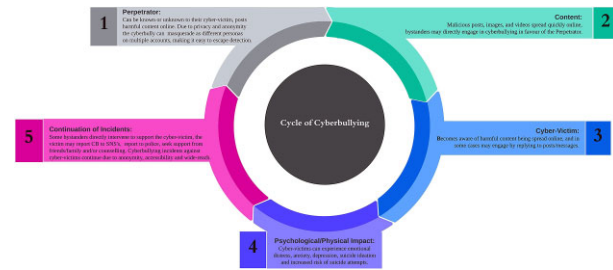 1
Perpetrator:
Can be known or unknown to their cyber-victim, posts
harmful content online. Due to privacy and anonymity
the cyberbully can masquerade as different personas
on multiple accounts, making it easy to escape detection.
Content:
Malicious posts, images, and videos spread quickly online,
bystanders may directly engage in cyberbullying in favour of the Perpetrator.
2
Cycle of Cyberbullying
Cyber-Victim:
Becomes aware of harmful content being spread online, and in
some cases may engage by replying to posts/messages.
3
4
Psychological/Physical Impact:
Cyber-victims can experience emotional
distress, anxiety, depression, suicide ideation
and increased risk of suicide attempts.
5
Continuation of Incidents:
Some bystanders directly intervene to support the cyber-victim, the
victim may report CB to SNS's, report to police, seek support from
friends/family and/or counselling. Cyberbullying incidents against
cyber-victims continue due to anonymity, accessibility and wide-reach.